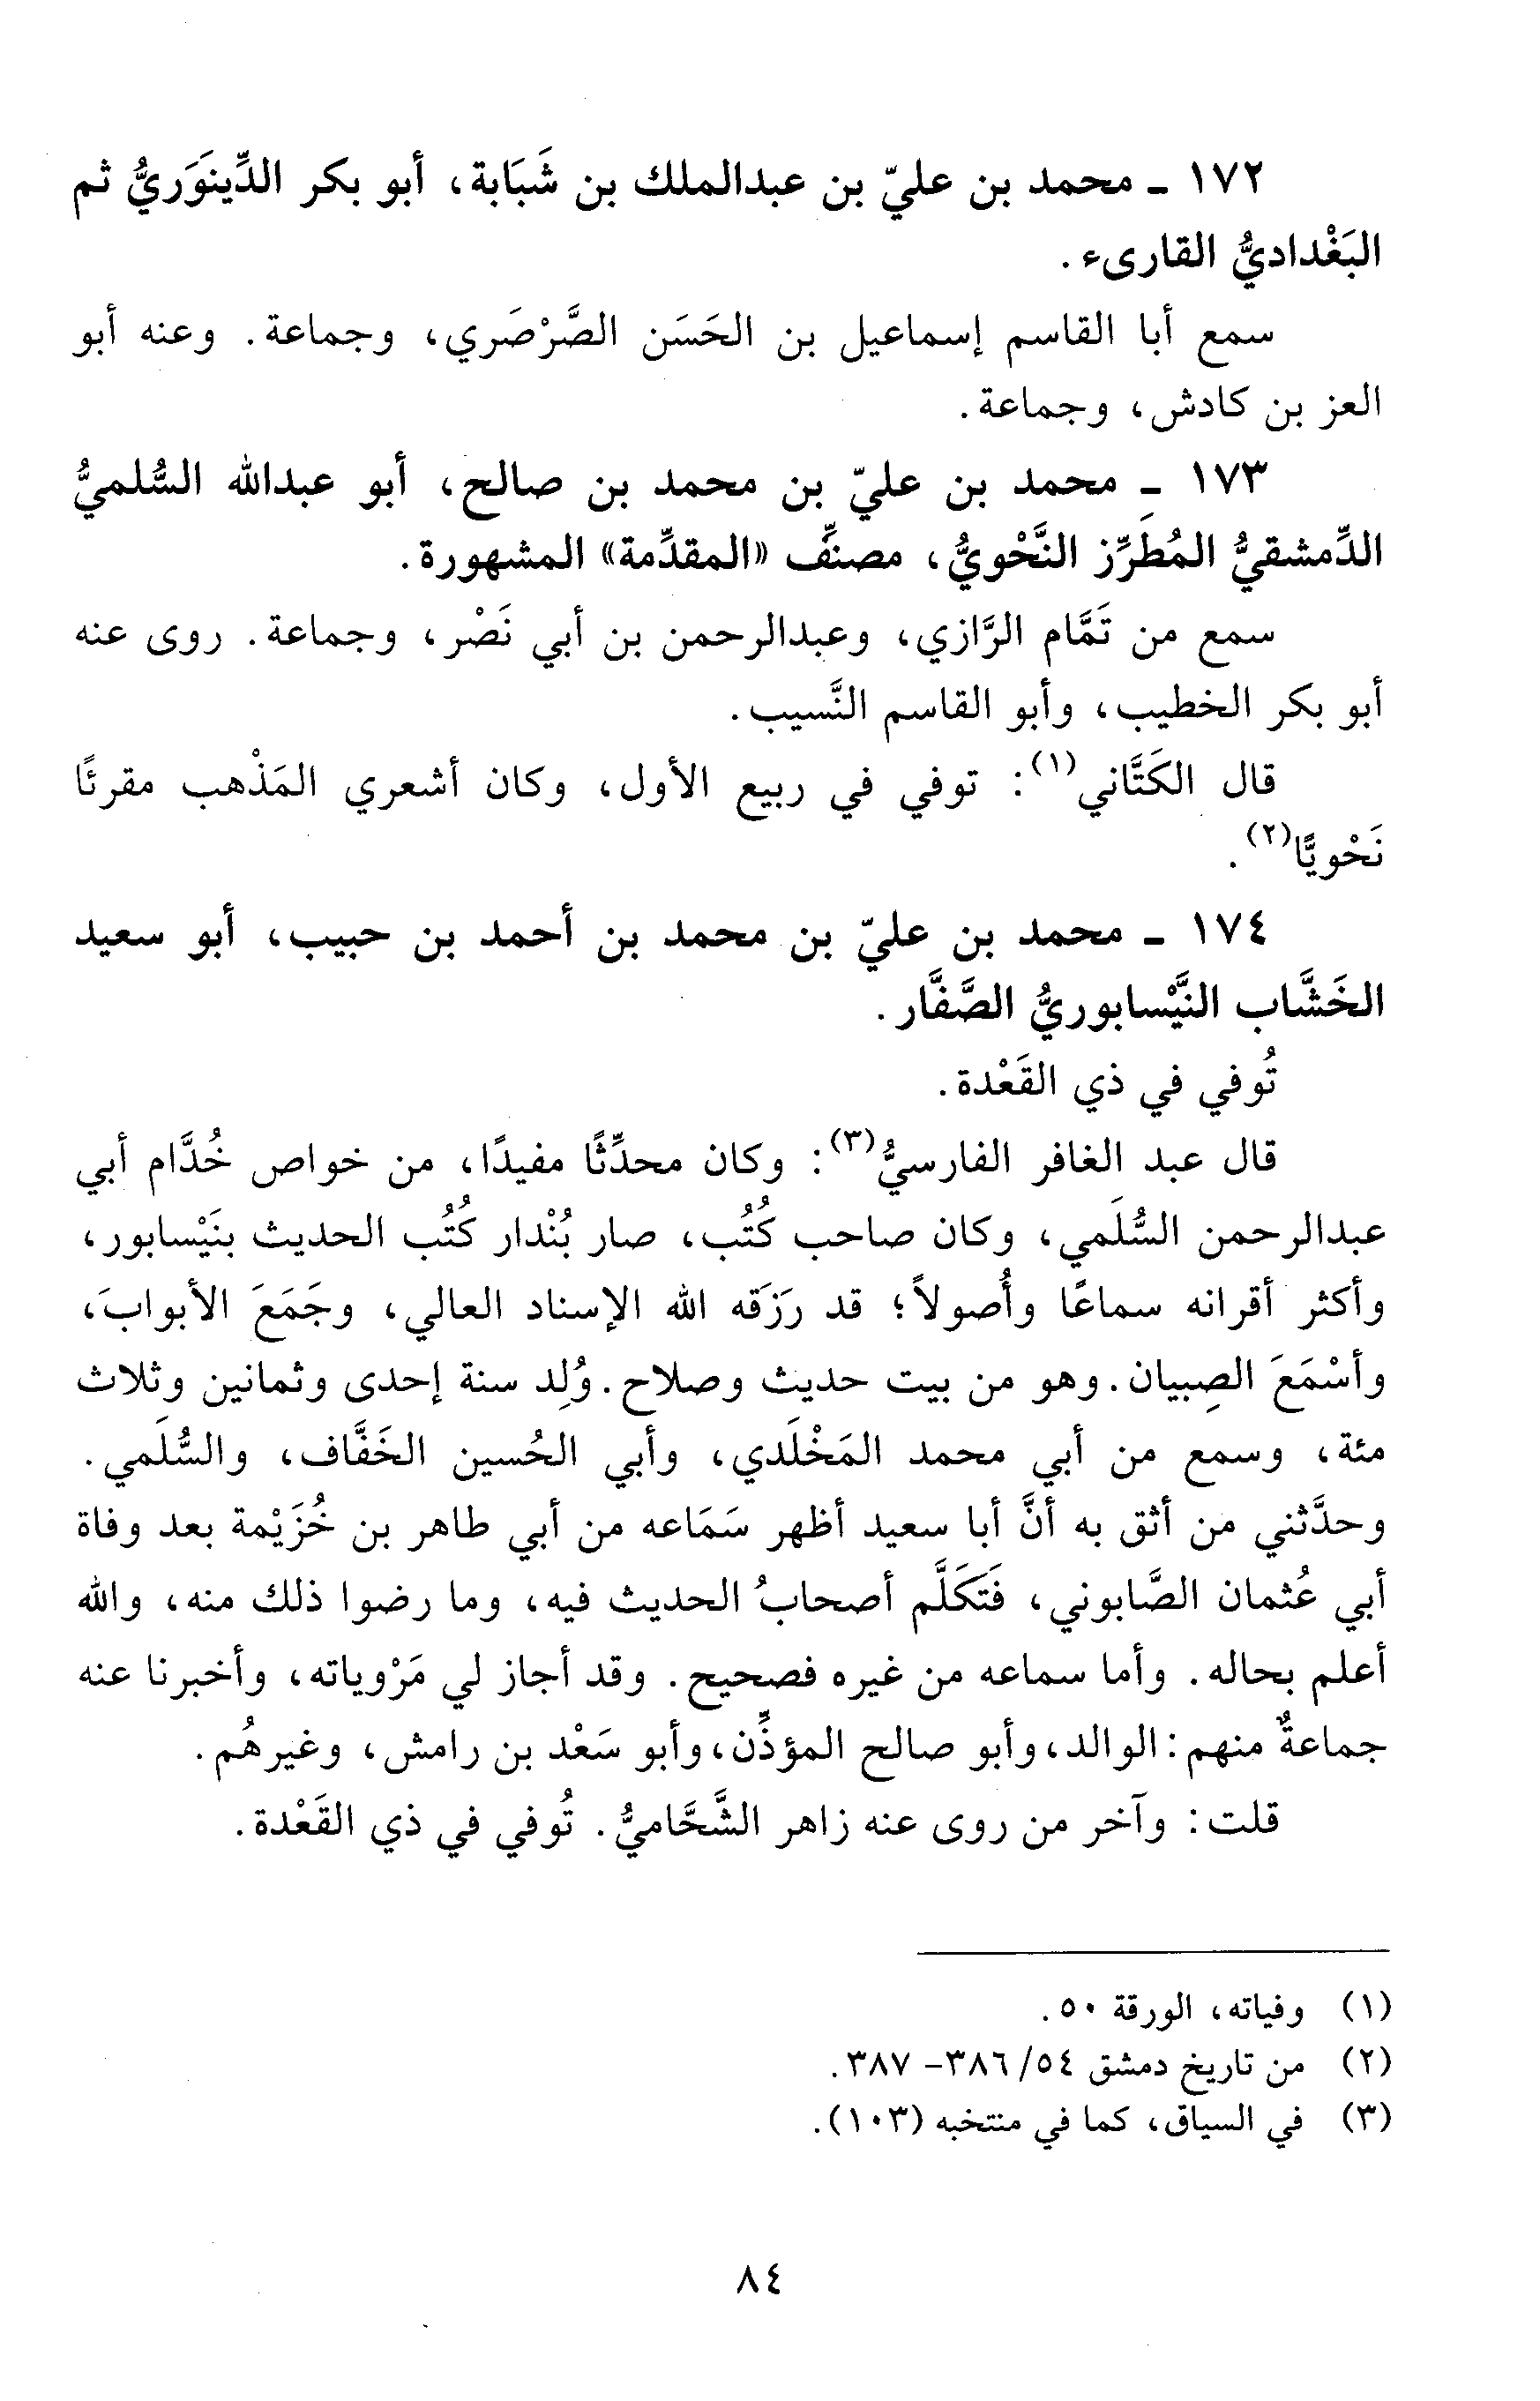 ١٧٢ ـ محمد بن عليّ بن عبدالملك بن شَبَابة، أبو بكر الدِّينَوَريُّ ثم
البَغْداديُّ القارىء.
سمع أبا القاسم إسماعيل بن الحَسَن الصَّرْصَري، وجماعة. وعنه أبو
العز بن كادش، وجماعة.
١٧٣ ـ محمد بن عليّ بن محمد بن صالح، أبو عبدالله السُّلميُّ
الدِّمشقيُّ المُطَرِّز النَّحْويُّ، مصنِّف «المقدِّمة» المشهورة.
سمع من تَمَّام الرَّازي، وعبدالرحمن بن أبي نَصْر، وجماعة. روى عنه
أبو بكر الخطيب، وأبو القاسم النَّسيب.
قال الكَتَّاني(١): توفي في ربيع الأول، وكان أشعري المَذْهب مقرئًا
نَحْويًّا(٢).
١٧٤ ـ محمد بن عليّ بن محمد بن أحمد بن حبيب، أبو سعيد
الخَشَّاب النَّيْسابوريُّ الصَّفَّار.
تُوفي في ذي القَعْدة.
قال عبد الغافر الفارسيُّ(٣): وكان محدِّثًا مفيدًا، من خواص خُدَّام أبي
عبدالرحمن السُّلَمي، وكان صاحب كُتُب، صار بُنْدار كُتُب الحديث بنَيْسابور،
وأكثر أقرانه سماعًا وأُصولاً؛ قد رَزَقه الله الإسناد العالي، وجَمَعَ الأبوابَ،
وأسْمَعَ الصِبيان. وهو من بيت حديث وصلاح. وُلِد سنة إحدى وثمانين وثلاث
مئة، وسمع من أبي محمد المَخْلَدي، وأبي الحُسين الخَفَّاف، والسُّلَمي.
وحدَّثني من أثق به أنَّ أبا سعيد أظهر سَمَاعه من أبي طاهر بن خُزَيْمة بعد وفاة
أبي عُثمان الصَّابوني، فَتَكَلَّم أصحابُ الحديث فيه، وما رضوا ذلك منه، والله
أعلم بحاله. وأما سماعه من غيره فصحيح. وقد أجاز لي مَرْوياته، وأخبرنا عنه
جماعةٌ منهم: الوالد، وأبو صالح المؤذِّن، وأبو سَعْد بن رامش، وغيرهُم.
قلت: وآخر من روى عنه زاهر الشَّحَّاميُّ. تُوفي في ذي القَعْدة.
(١) وفياته، الورقة ٥٠.
(٢) من تاريخ دمشق ٥٤/ ٣٨٦- ٣٨٧.
(٣) في السياق، كما في منتخبه (١٠٣).
٨٤